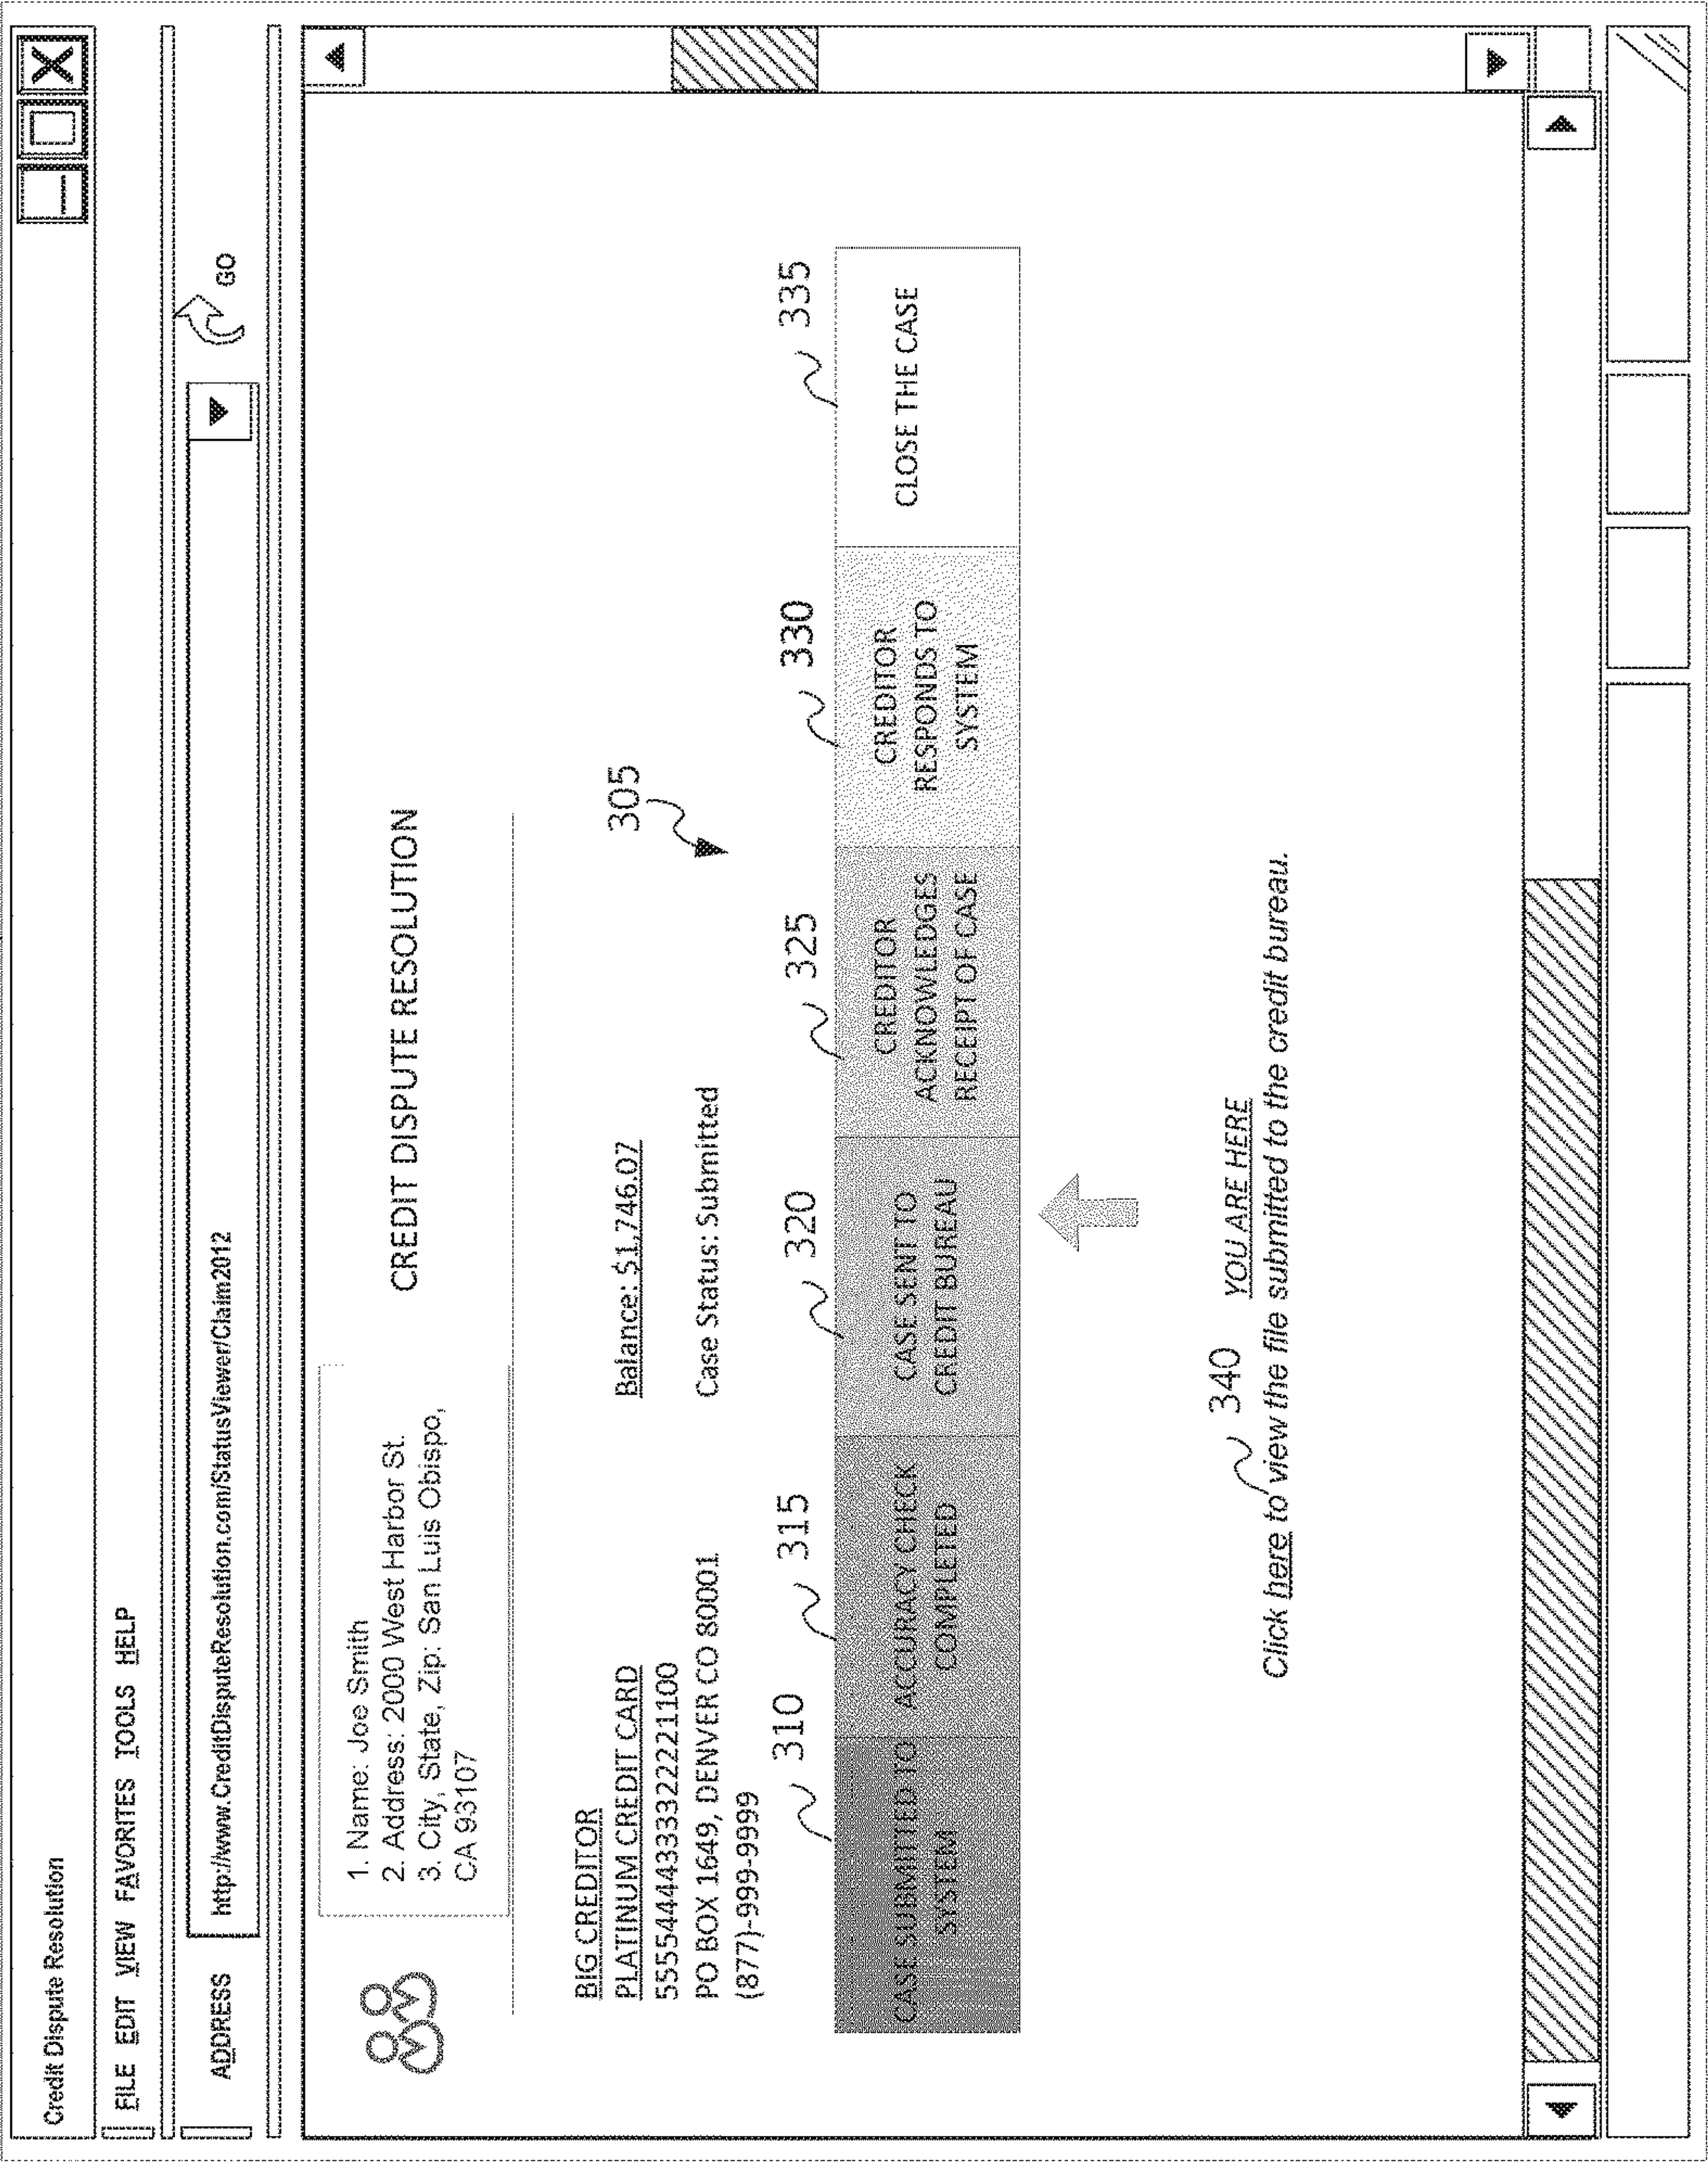 Credit Dispute Resolution
FILE EDIT VIEW FAVORITES TOOLS HELP
ADDRESS
http://www.CreditDisputeResolution.com/StatusViewer/Claim2012
GO
1. Name: Joe Smith
2. Address: 2000 West Harbor St.
3. City, State, Zip: San Luis Obispo,
CA 93107
CREDIT DISPUTE RESOLUTION
BIG CREDITOR
PLATINUM CREDIT CARD
Balance: $1,746.07
55554444333322221100
PO BOX 1649, DENVER CO 80001
Case Status: Submitted
(877)-999-9999
305
310
315
320
325
330
335
CASE SUBMITTED TO
SYSTEM
ACCURACY CHECK
COMPLETED
CASE SENT TO
CREDIT BUREAU
CREDITOR
ACKNOWLEDGES
RECEIPT OF CASE
CREDITOR
RESPONDS TO
SYSTEM
CLOSE THE CASE
340
YOU ARE HERE
Click here to view the file submitted to the credit bureau.